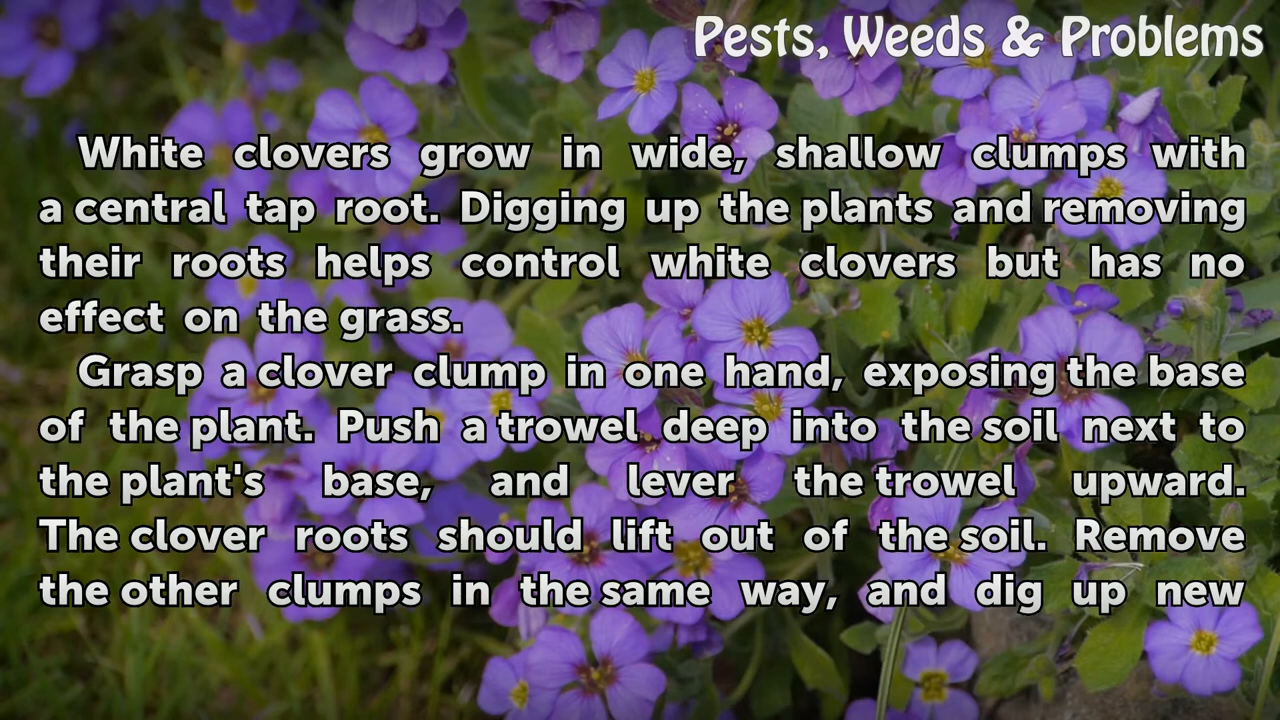 Pests, Weeds & Problems
White clovers grow in wide, shallow clumps with
a central tap root. Digging up the plants and removing
their roots helps control white clovers but has no
effect on the grass.
Grasp a clover clump in one hand, exposing the base
of the plant. Push a trowel deep into the soil next to
the plant's base, and lever the trowel upward.
The clover roots should lift out of the soil. Remove
the other clumps in the same way, and dig up new